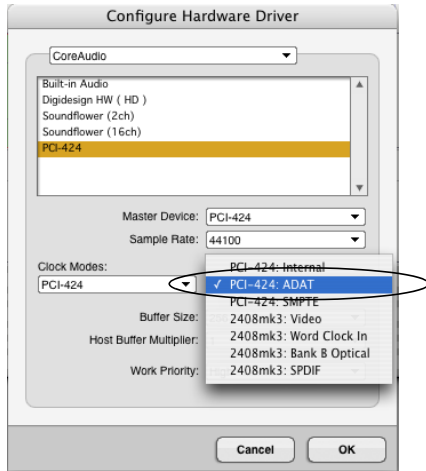 Configure Hardware Driver
CoreAudio
Built-in Audio
Digidesign HW ( HD )
Soundflower (2ch)
Soundflower (16ch)
PCI-424
Master Device: PCI-424
Sample Rate: 44100
Clock Modes:
PCI-424
PCI-424: Internal
✓ PCI-424: ADAT
PCI-424: SMPTE
2408mk3: Video
2408mk3: Word Clock In
2408mk3: Bank B Optical
2408mk3: SPDIF
Buffer Size:
Host Buffer Multiplier:
Work Priority:
Cancel OK